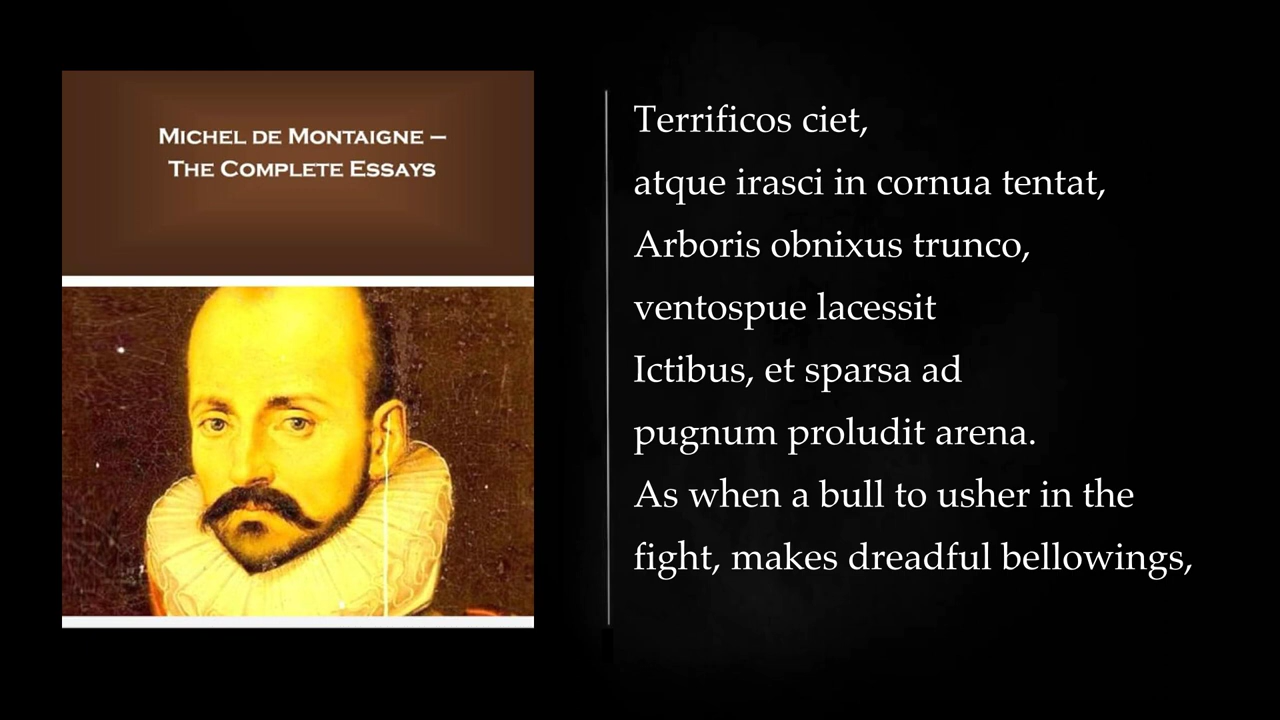 MICHEL DE MONTAIGNE –
THE COMPLETE ESSAYS
Terrificos ciet,
atque irasci in cornua tentat,
Arboris obnixus trunco,
ventospue lacessit
Ictibus, et sparsa ad
pugnum proludit arena.
As when a bull to usher in the
fight, makes dreadful bellowings,